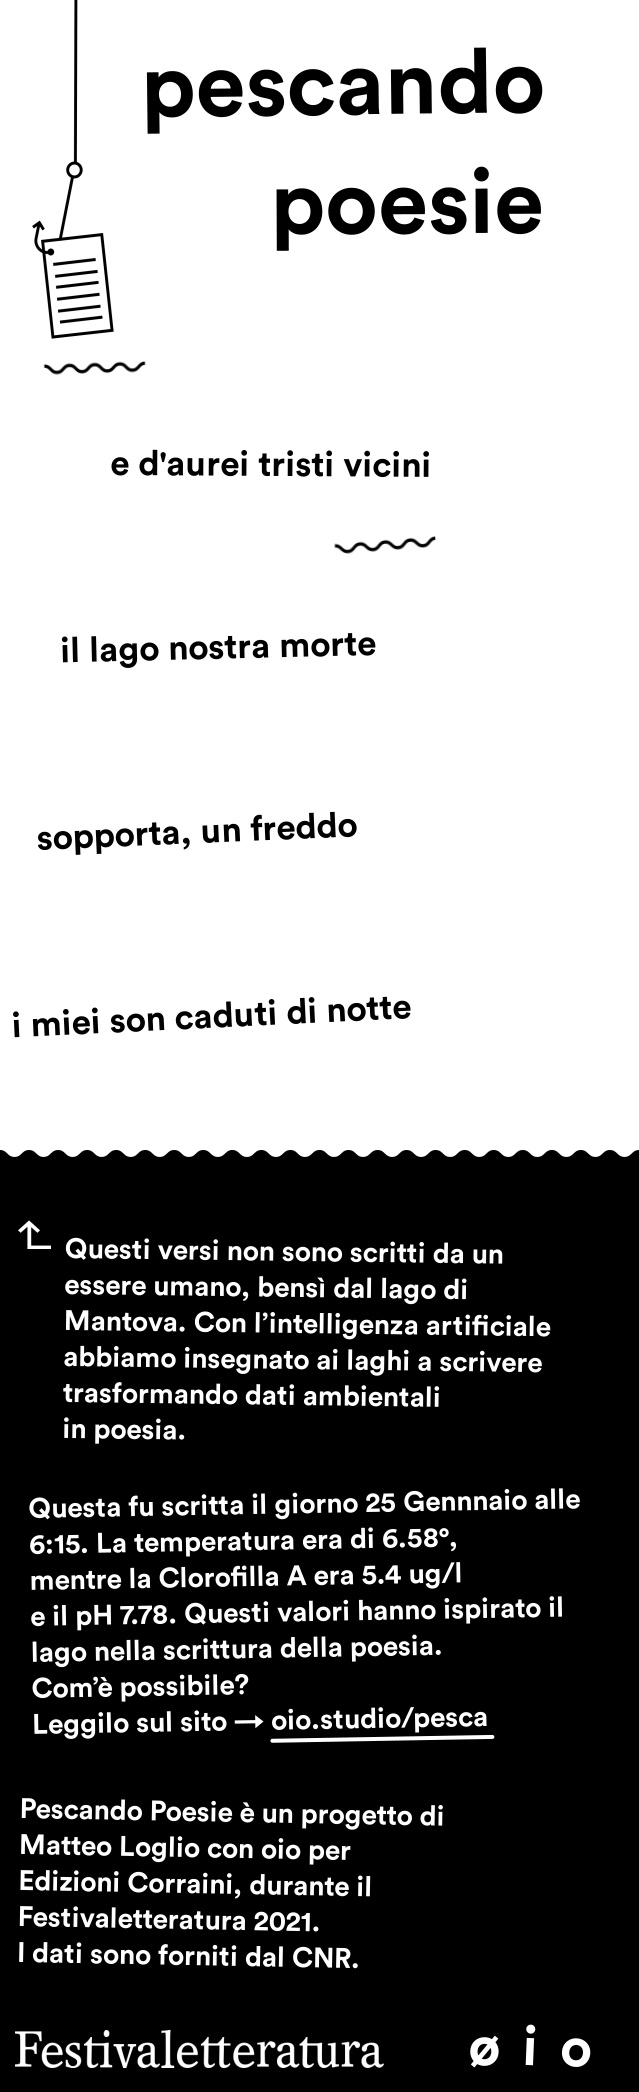 pescando
poesie
e d'aurei tristi vicini
il lago nostra morte
sopporta, un freddo
i miei son caduti di notte
Questi versi non sono scritti da un
essere umano, bensì dal lago di
Mantova. Con l’intelligenza artificiale
abbiamo insegnato ai laghi a scrivere
trasformando dati ambientali
in poesia.
Questa fu scritta il giorno 25 Gennnaio alle
6:15. La temperatura era di 6.58°,
mentre la Clorofilla A era 5.4 ug/l
e il pH 7.78. Questi valori hanno ispirato il
lago nella scrittura della poesia.
Com’è possibile?
Leggilo sul sito → oio.studio/pesca
Pescando Poesie è un progetto di
Matteo Loglio con oio per
Edizioni Corraini, durante il
Festivaletteratura 2021.
I dati sono forniti dal CNR.
Festivaletteratura ø i o